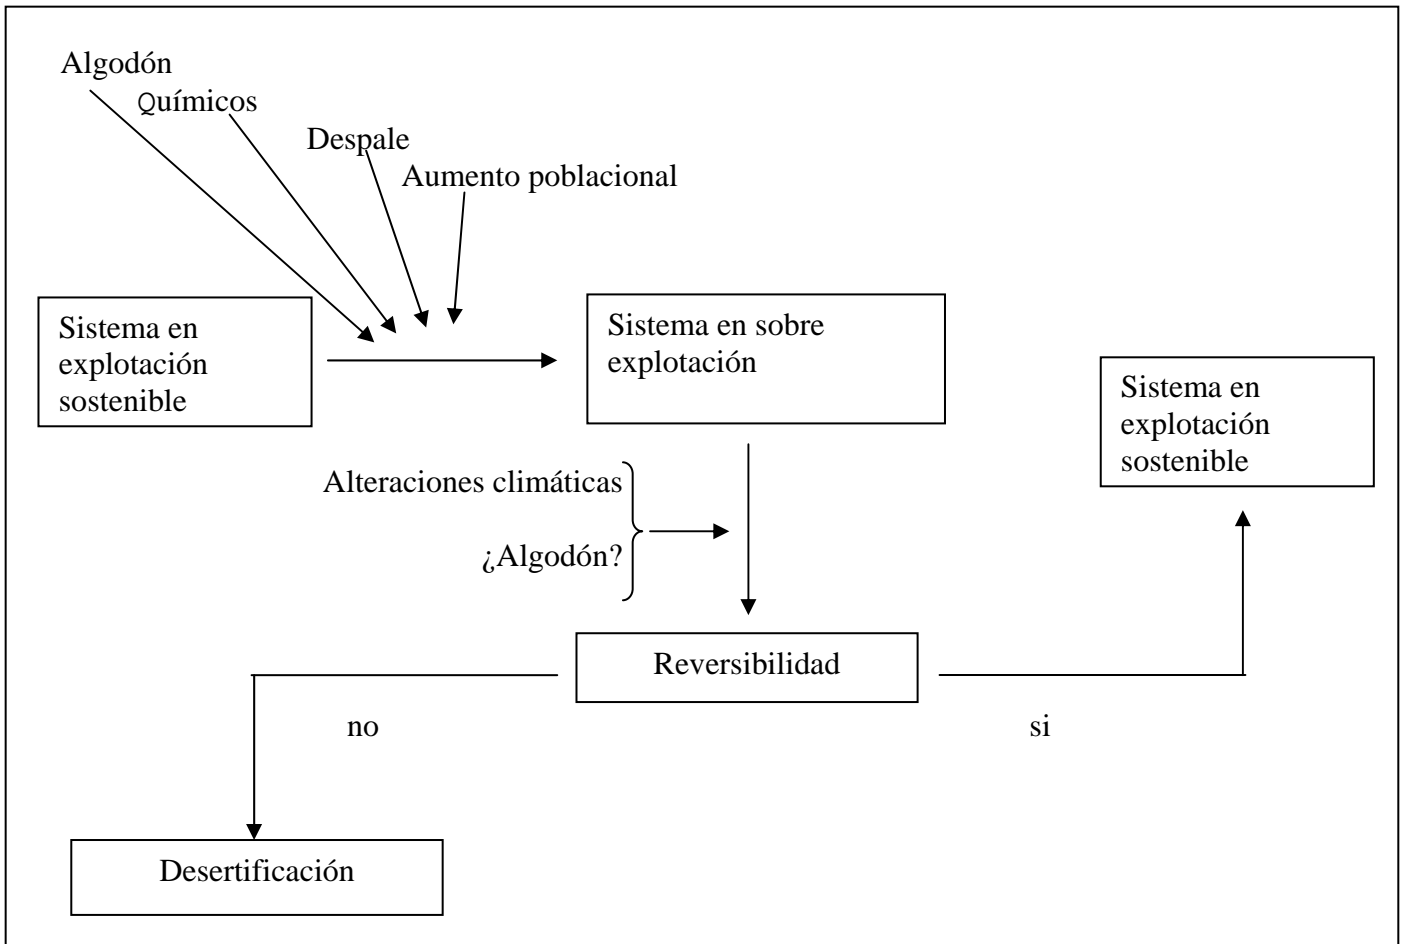 Algodón
Químicos
Despale
Aumento poblacional
Sistema en
explotación
sostenible
Sistema en sobre
explotación
Sistema en
explotación
sostenible
Alteraciones climáticas
¿Algodón?
Reversibilidad
no
si
Desertificación